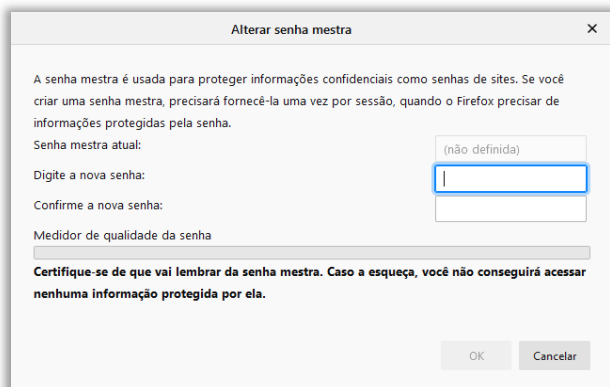 Alterar senha mestra
A senha mestra é usada para proteger informações confidenciais como senhas de sites. Se você
criar uma senha mestra, precisará fornecê-la uma vez por sessão, quando o Firefox precisar de
informações protegidas pela senha.
Senha mestra atual:
(não definida)
Digite a nova senha:
Confirme a nova senha:
Medidor de qualidade da senha
Certifique-se de que vai lembrar da senha mestra. Caso a esqueça, você não conseguirá acessar
nenhuma informação protegida por ela.
OK
Cancelar